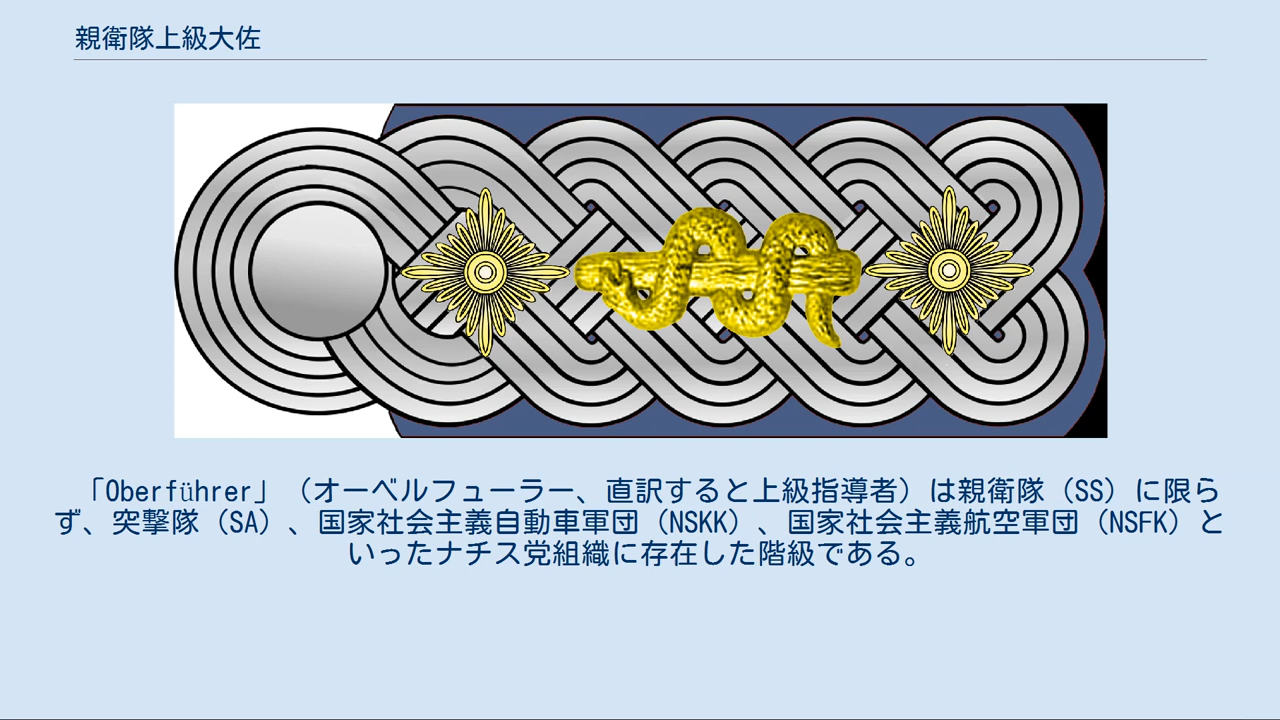 親衛隊上級大佐
「Oberführer」（オーベルフューラー、直訳すると上級指導者）は親衛隊（SS）に限ら
ず、突撃隊（SA）、国家社会主義自動車軍団（NSKK）、国家社会主義航空軍団（NSFK）と
いったナチス党組織に存在した階級である。